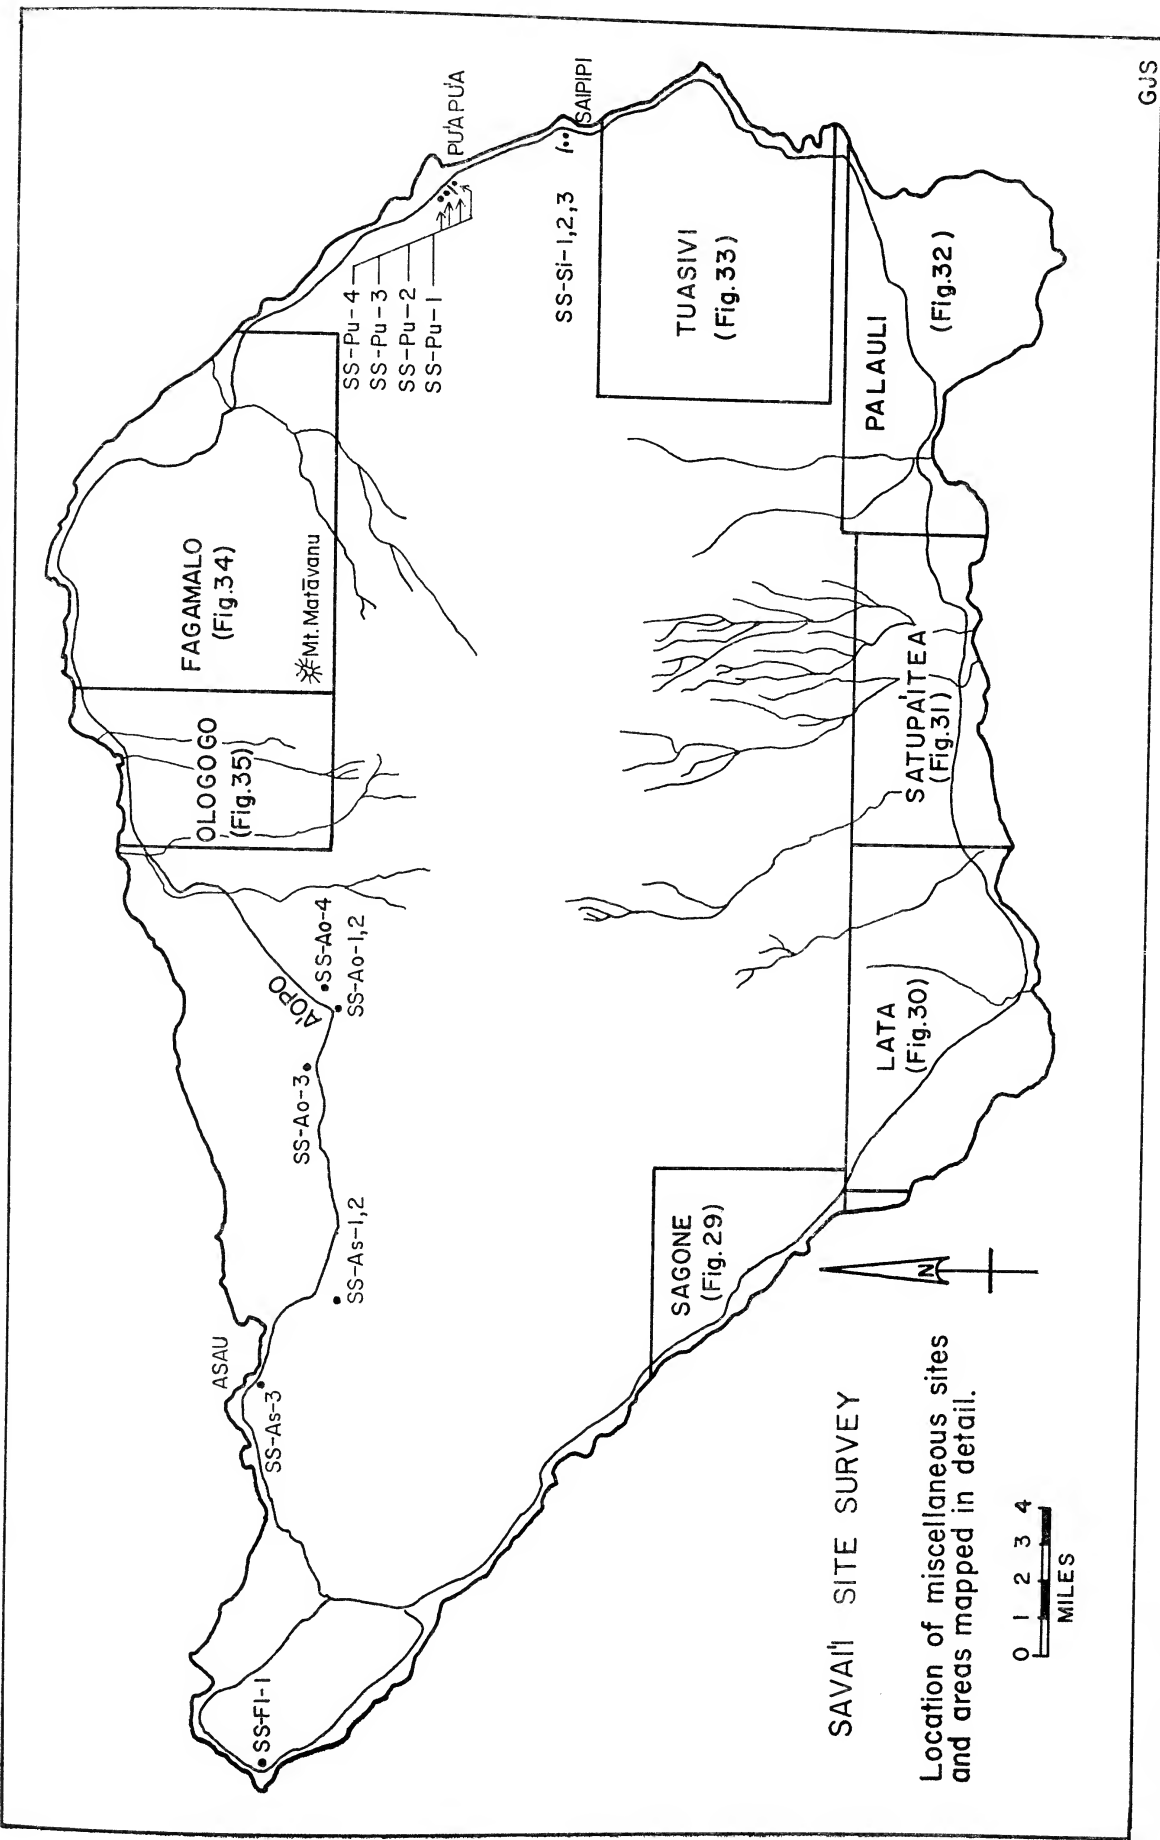 OLOGOGO
(Fig.35)
FAGAMALO
(Fig.34)
Mt. Matāvanu
PU'APU'A
SS-Pu-4
SS-Pu-3
SS-Pu-2
SS-Pu-1
SAIPIPI
SS-Si-1,2,3
TUASIVI
(Fig.33)
PALAULI
(Fig.32)
SATUPA'ITEA
(Fig.31)
LATA
(Fig.30)
SAGONE
(Fig.29)
A'OPO
SS-Ao-4
SS-Ao-1,2
SS-Ao-3
SS-As-1,2
ASAU
SS-As-3
SS-Fl-1
N
SAVAI'I SITE SURVEY
Location of miscellaneous sites
and areas mapped in detail.
0 1 2 3 4
MILES
GJS